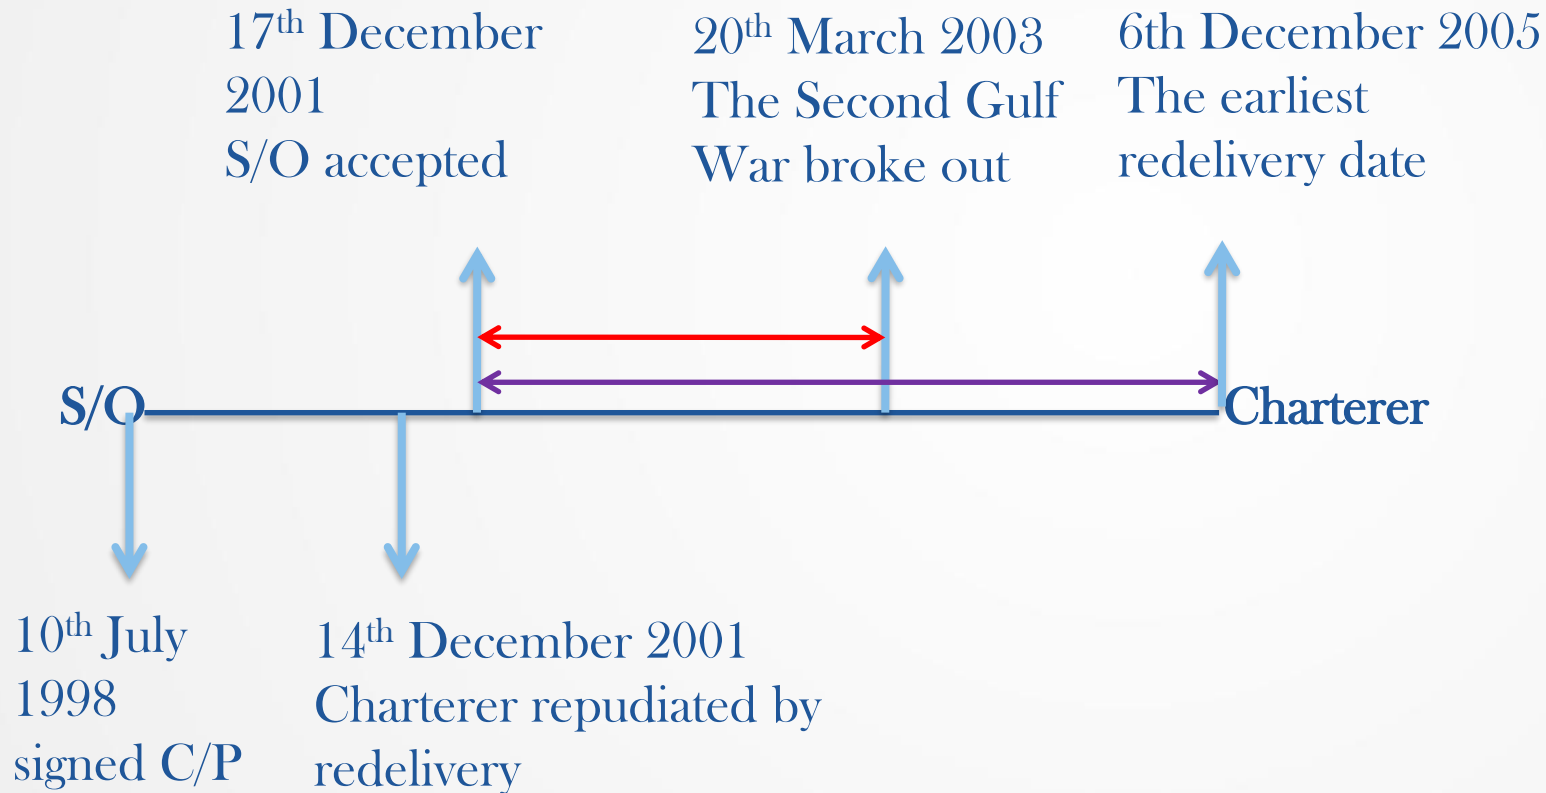 17th December
2001
S/O accepted
20th March 2003
The Second Gulf
War broke out
6th December 2005
The earliest
redelivery date
S/O
Charterer
10th July
1998
signed C/P
14th December 2001
Charterer repudiated by
redelivery